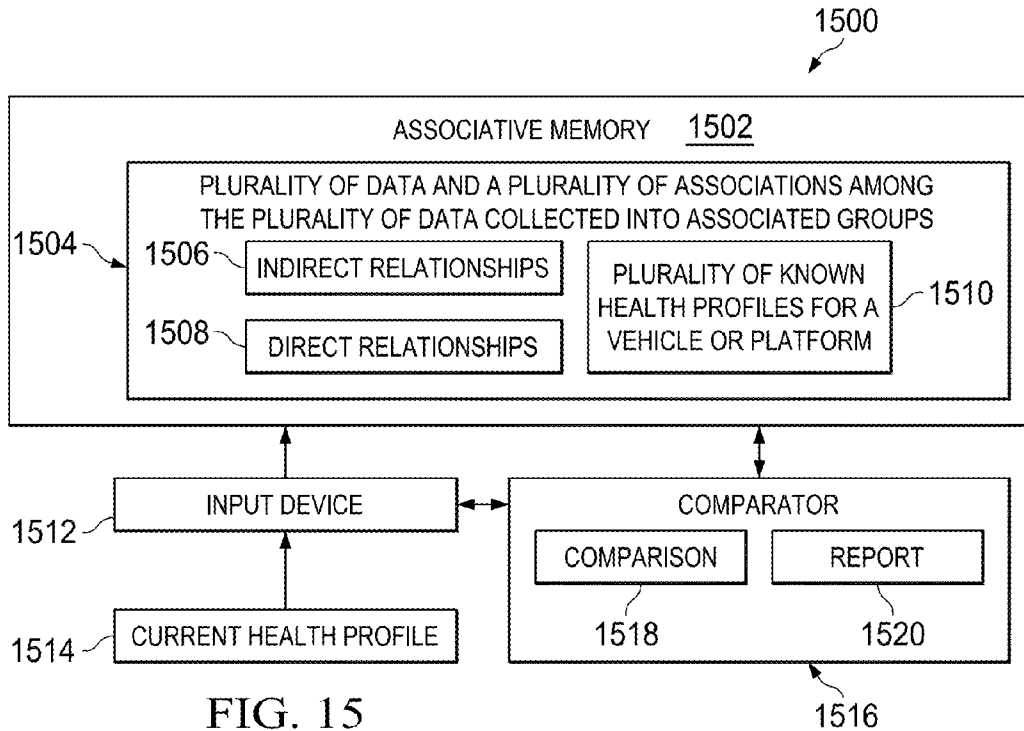 1500
ASSOCIATIVE MEMORY 1502
PLURALITY OF DATA AND A PLURALITY OF ASSOCIATIONS AMONG
THE PLURALITY OF DATA COLLECTED INTO ASSOCIATED GROUPS
1504
1506
INDIRECT RELATIONSHIPS
1508
DIRECT RELATIONSHIPS
PLURALITY OF KNOWN
HEALTH PROFILES FOR A
VEHICLE OR PLATFORM
1510
INPUT DEVICE
1512
CURRENT HEALTH PROFILE
1514
COMPARATOR
COMPARISON
REPORT
1518
1520
1516
FIG. 15